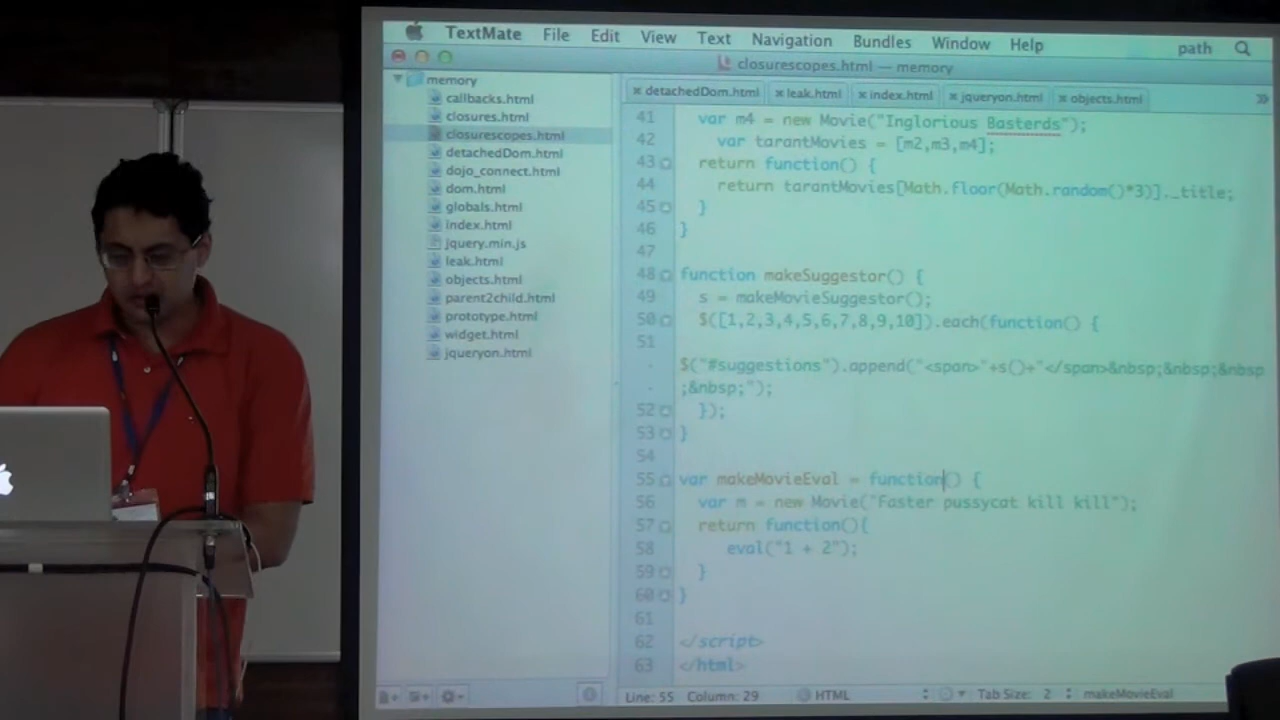 TextMate File Edit View Text Navigation Bundles Window Help path
closurescopes.html — memory
memory
callbacks.html
closures.html
closurescopes.html
detachedDom.html
dojo_connect.html
dom.html
globals.html
index.html
jquery.min.js
leak.html
objects.html
parent2child.html
prototype.html
widget.html
jqueryon.html
detachedDom.html leak.html index.html jqueryon.html objects.html
41 var m4 = new Movie("Inglorious Basterds");
42 var tarantMovies = [m2,m3,m4];
43 return function() {
44 return tarantMovies[Math.floor(Math.random()*3)]._title;
45 }
46 }
47
48 function makeSuggestor() {
49 s = makeMovieSuggestor();
50 $([1,2,3,4,5,6,7,8,9,10]).each(function() {
51
$("#suggestions").append("<span>"+s()+"</span>&nbsp;&nbsp;&nbsp
;&nbsp;");
52 });
53 }
54
55 var makeMovieEval = function() {
56 var m = new Movie("Faster pussycat kill kill");
57 return function(){
58 eval("1 + 2");
59 }
60 }
61
62 </script>
63 </html>
Line: 55 Column: 29 HTML Tab Size: 2 makeMovieEval